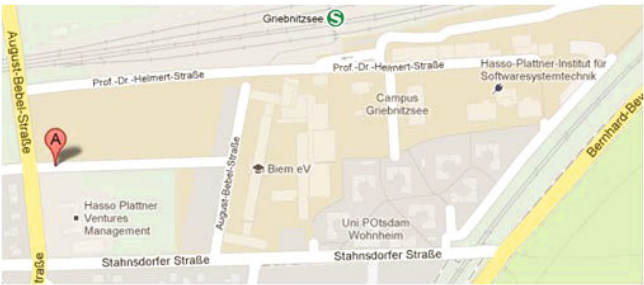 Griebnitzsee S
August-Bebel-Straße
Prof.-Dr.-Helmert-Straße
Prof.-Dr.-Helmert-Straße
Hasso-Plattner-Institut für
Softwaresystemtechnik
Campus
Griebnitzsee
Bernhard-Bey
A
August-Bebel-Straße
Biem eV
Hasso Plattner
Ventures
Management
Uni POtsdam
Wohnheim
Stahnsdorfer Straße
Stahnsdorfer Straße
traße